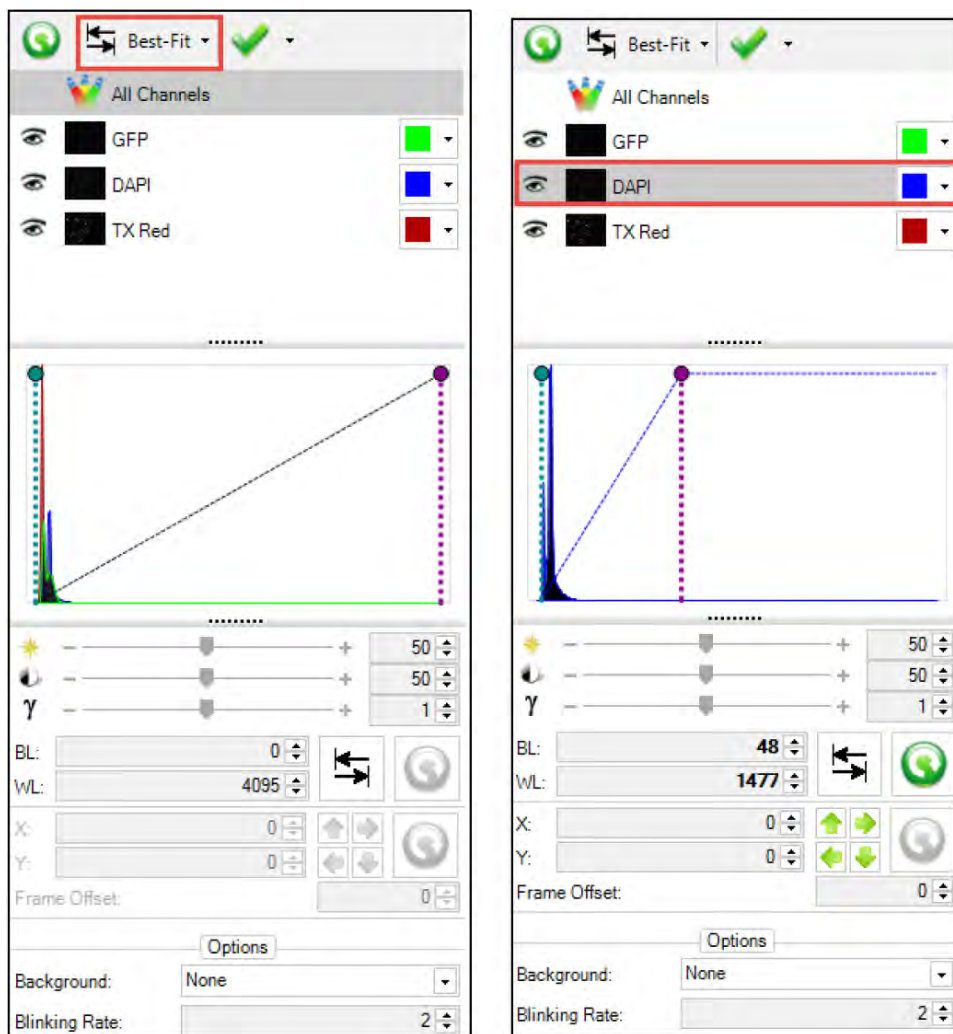 Best-Fit
All Channels
GFP
DAPI
TX Red
50
50
γ 1
BL: 0
WL: 4095
X: 0
Y: 0
Frame Offset: 0
Options
Background: None
Blinking Rate: 2
Best-Fit
All Channels
GFP
DAPI
TX Red
50
50
γ 1
BL: 48
WL: 1477
X: 0
Y: 0
Frame Offset: 0
Options
Background: None
Blinking Rate: 2